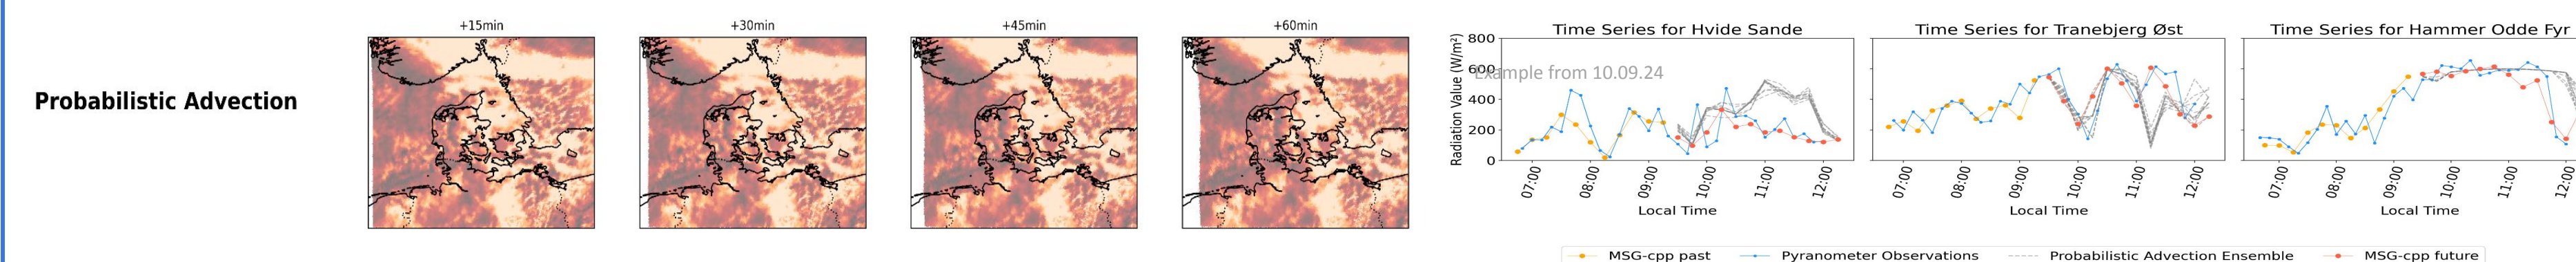 Probabilistic Advection
+15min
+30min
+45min
+60min
Time Series for Hvide Sande
Time Series for Tranebjerg Øst
Time Series for Hammer Odde Fyr
Example from 10.09.24
Radiation Value (W/m²)
800
600
400
200
0
07:00
08:00
09:00
10:00
11:00
12:00
Local Time
07:00
08:00
09:00
10:00
11:00
12:00
Local Time
07:00
08:00
09:00
10:00
11:00
12:00
Local Time
MSG-cpp past
Pyranometer Observations
Probabilistic Advection Ensemble
MSG-cpp future